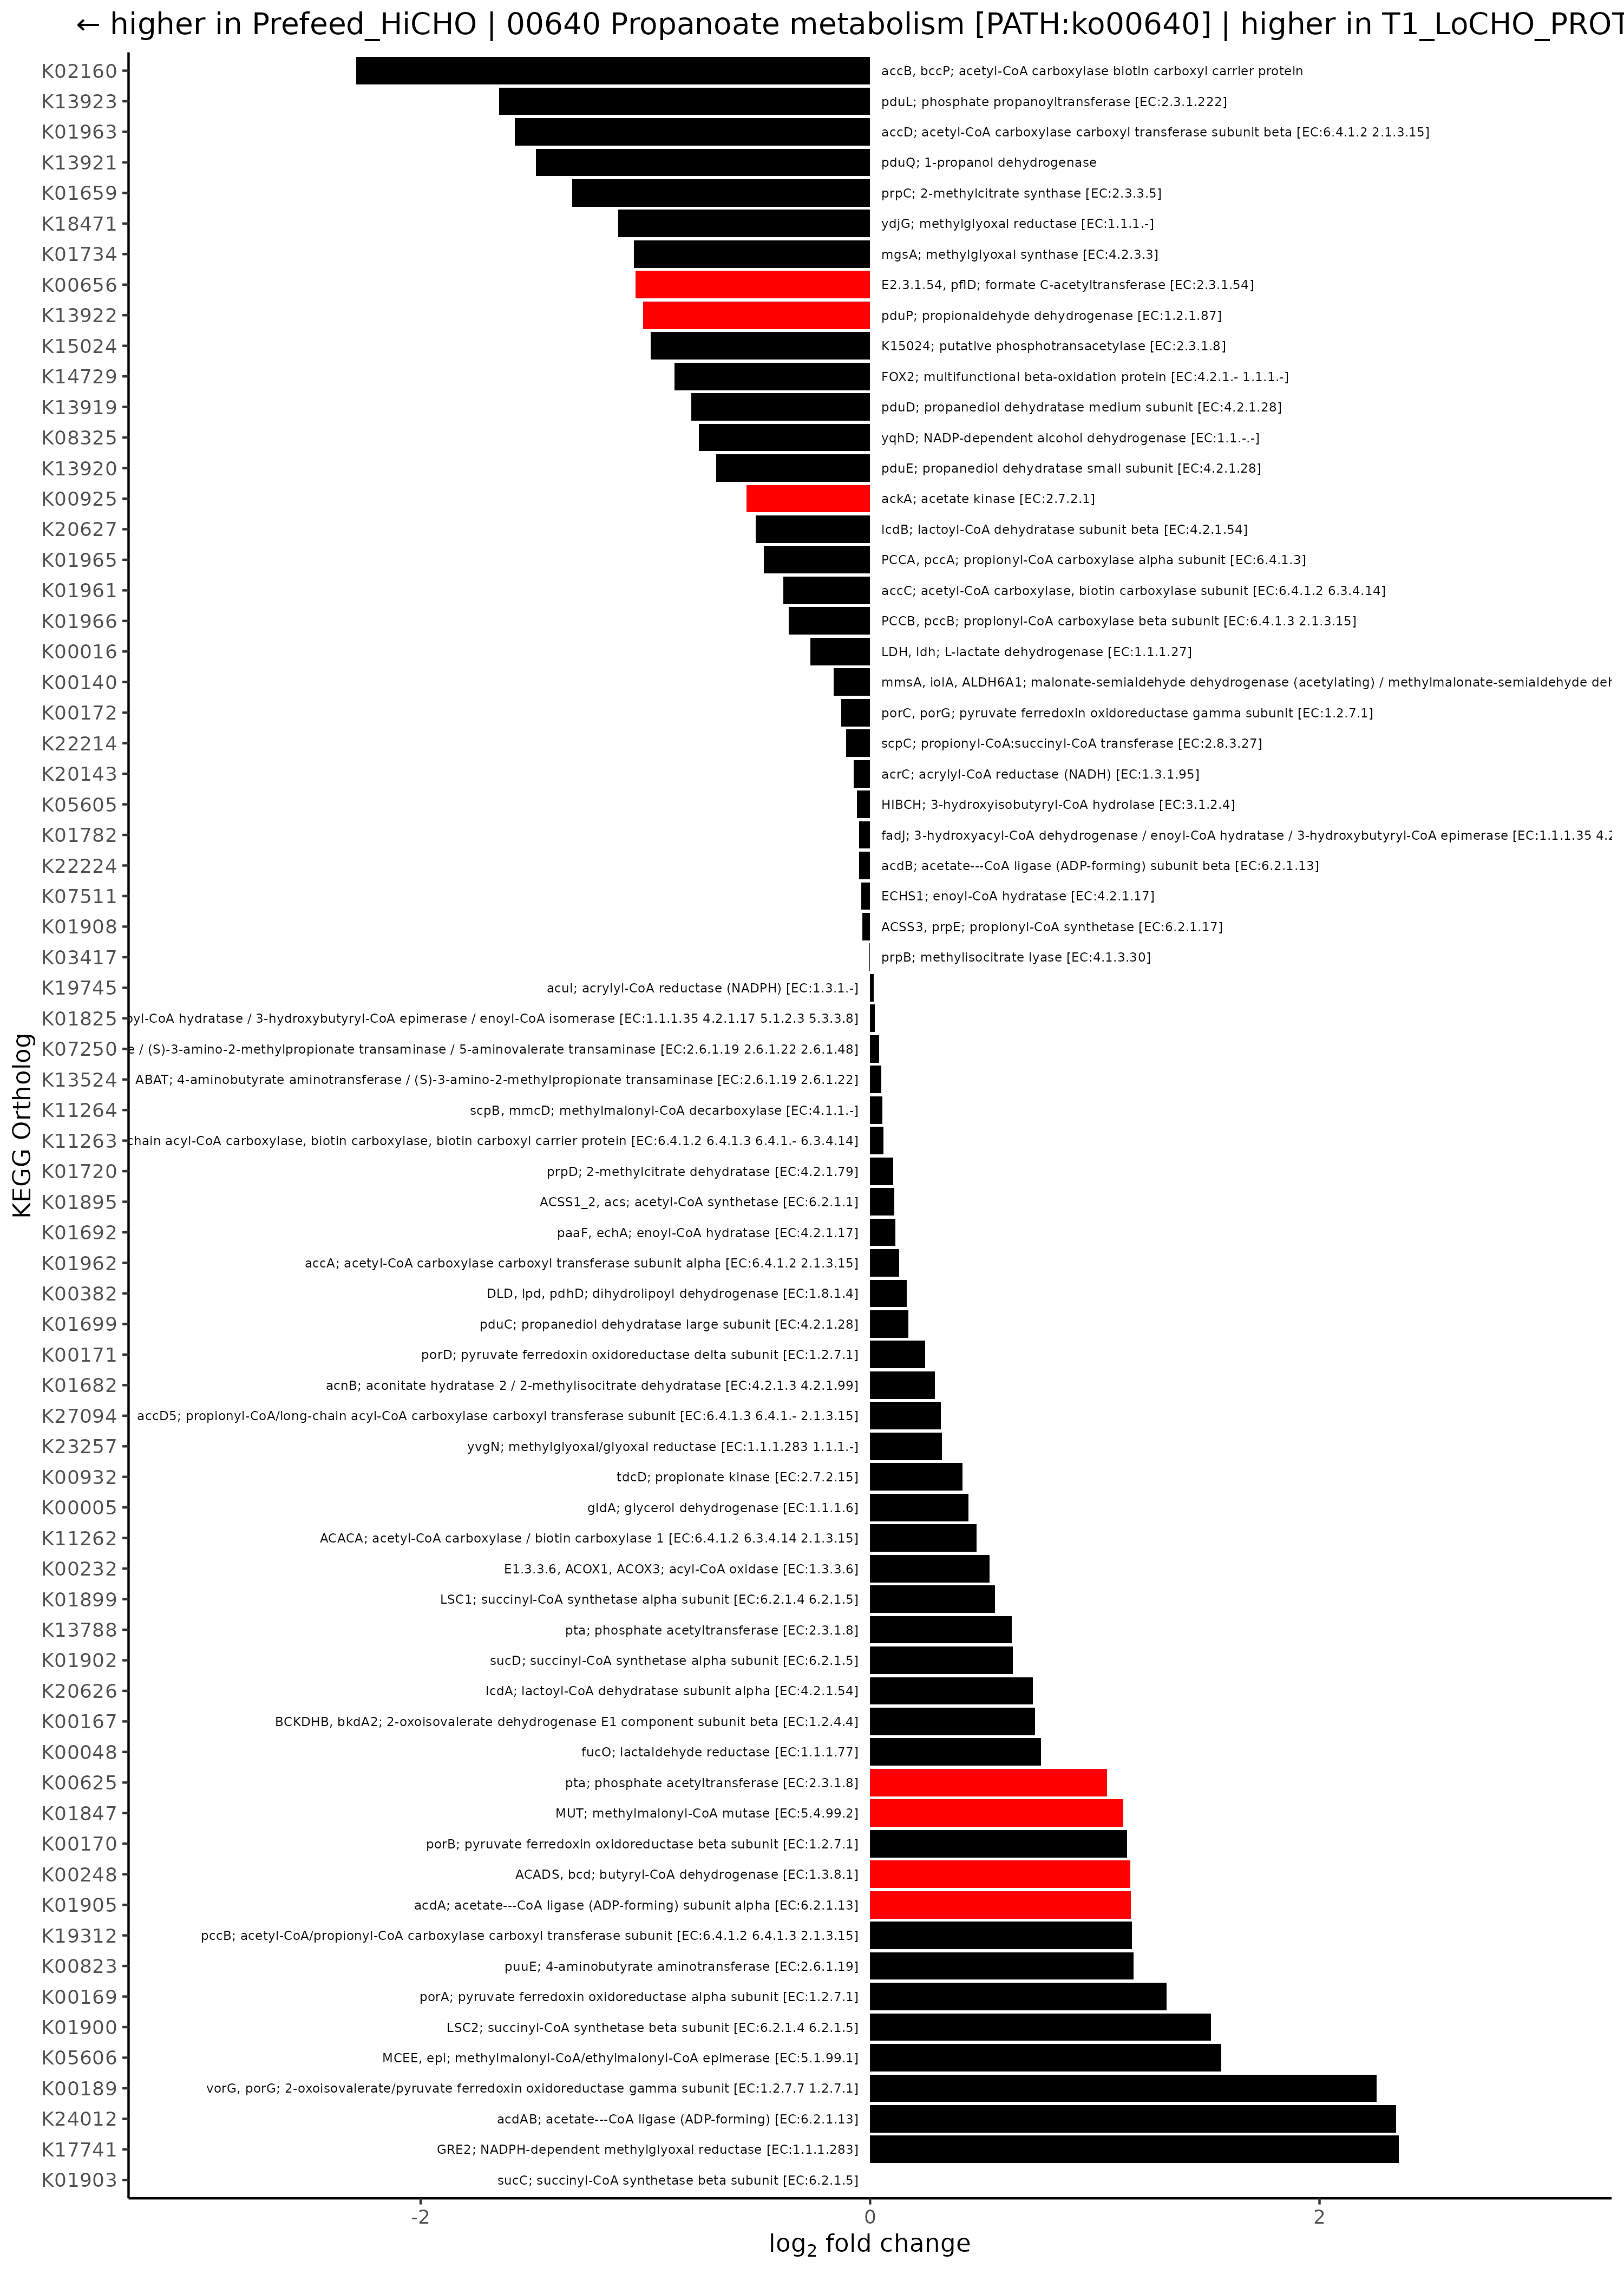 ← higher in Prefeed_HiCHO | 00640 Propanoate metabolism [PATH:ko00640] | higher in T1_LoCHO_PROT
K02160 accB, bccP; acetyl-CoA carboxylase biotin carboxyl carrier protein
K13923 pduL; phosphate propanoyltransferase [EC:2.3.1.222]
K01963 accD; acetyl-CoA carboxylase carboxyl transferase subunit beta [EC:6.4.1.2 2.1.3.15]
K13921 pduQ; 1-propanol dehydrogenase
K01659 prpC; 2-methylcitrate synthase [EC:2.3.3.5]
K18471 ydjG; methylglyoxal reductase [EC:1.1.1.-]
K01734 mgsA; methylglyoxal synthase [EC:4.2.3.3]
K00656 E2.3.1.54, pflD; formate C-acetyltransferase [EC:2.3.1.54]
K13922 pduP; propionaldehyde dehydrogenase [EC:1.2.1.87]
K15024 K15024; putative phosphotransacetylase [EC:2.3.1.8]
K14729 FOX2; multifunctional beta-oxidation protein [EC:4.2.1.- 1.1.1.-]
K13919 pduD; propanediol dehydratase medium subunit [EC:4.2.1.28]
K08325 yqhD; NADP-dependent alcohol dehydrogenase [EC:1.1.-.-]
K13920 pduE; propanediol dehydratase small subunit [EC:4.2.1.28]
K00925 ackA; acetate kinase [EC:2.7.2.1]
K20627 lcdB; lactoyl-CoA dehydratase subunit beta [EC:4.2.1.54]
K01965 PCCA, pccA; propionyl-CoA carboxylase alpha subunit [EC:6.4.1.3]
K01961 accC; acetyl-CoA carboxylase, biotin carboxylase subunit [EC:6.4.1.2 6.3.4.14]
K01966 PCCB, pccB; propionyl-CoA carboxylase beta subunit [EC:6.4.1.3 2.1.3.15]
K00016 LDH, ldh; L-lactate dehydrogenase [EC:1.1.1.27]
K00140 mmsA, iolA, ALDH6A1; malonate-semialdehyde dehydrogenase (acetylating) / methylmalonate-semialdehyde deh
K00172 porC, porG; pyruvate ferredoxin oxidoreductase gamma subunit [EC:1.2.7.1]
K22214 scpC; propionyl-CoA:succinyl-CoA transferase [EC:2.8.3.27]
K20143 acrC; acrylyl-CoA reductase (NADH) [EC:1.3.1.95]
K05605 HIBCH; 3-hydroxyisobutyryl-CoA hydrolase [EC:3.1.2.4]
K01782 fadJ; 3-hydroxyacyl-CoA dehydrogenase / enoyl-CoA hydratase / 3-hydroxybutyryl-CoA epimerase [EC:1.1.1.35 4.2
K22224 acdB; acetate---CoA ligase (ADP-forming) subunit beta [EC:6.2.1.13]
K07511 ECHS1; enoyl-CoA hydratase [EC:4.2.1.17]
K01908 ACSS3, prpE; propionyl-CoA synthetase [EC:6.2.1.17]
K03417 prpB; methylisocitrate lyase [EC:4.1.3.30]
K19745 acuI; acrylyl-CoA reductase (NADPH) [EC:1.3.1.-]
K01825 oyl-CoA hydratase / 3-hydroxybutyryl-CoA epimerase / enoyl-CoA isomerase [EC:1.1.1.35 4.2.1.17 5.1.2.3 5.3.3.8]
K07250 e / (S)-3-amino-2-methylpropionate transaminase / 5-aminovalerate transaminase [EC:2.6.1.19 2.6.1.22 2.6.1.48]
K13524 ABAT; 4-aminobutyrate aminotransferase / (S)-3-amino-2-methylpropionate transaminase [EC:2.6.1.19 2.6.1.22]
K11264 scpB, mmcD; methylmalonyl-CoA decarboxylase [EC:4.1.1.-]
K11263 chain acyl-CoA carboxylase, biotin carboxylase, biotin carboxyl carrier protein [EC:6.4.1.2 6.4.1.3 6.4.1.- 6.3.4.14]
K01720 prpD; 2-methylcitrate dehydratase [EC:4.2.1.79]
K01895 ACSS1_2, acs; acetyl-CoA synthetase [EC:6.2.1.1]
K01692 paaF, echA; enoyl-CoA hydratase [EC:4.2.1.17]
K01962 accA; acetyl-CoA carboxylase carboxyl transferase subunit alpha [EC:6.4.1.2 2.1.3.15]
K00382 DLD, lpd, pdhD; dihydrolipoyl dehydrogenase [EC:1.8.1.4]
K01699 pduC; propanediol dehydratase large subunit [EC:4.2.1.28]
K00171 porD; pyruvate ferredoxin oxidoreductase delta subunit [EC:1.2.7.1]
K01682 acnB; aconitate hydratase 2 / 2-methylisocitrate dehydratase [EC:4.2.1.3 4.2.1.99]
K27094 accD5; propionyl-CoA/long-chain acyl-CoA carboxylase carboxyl transferase subunit [EC:6.4.1.3 6.4.1.- 2.1.3.15]
K23257 yvgN; methylglyoxal/glyoxal reductase [EC:1.1.1.283 1.1.1.-]
K00932 tdcD; propionate kinase [EC:2.7.2.15]
K00005 gldA; glycerol dehydrogenase [EC:1.1.1.6]
K11262 ACACA; acetyl-CoA carboxylase / biotin carboxylase 1 [EC:6.4.1.2 6.3.4.14 2.1.3.15]
K00232 E1.3.3.6, ACOX1, ACOX3; acyl-CoA oxidase [EC:1.3.3.6]
K01899 LSC1; succinyl-CoA synthetase alpha subunit [EC:6.2.1.4 6.2.1.5]
K13788 pta; phosphate acetyltransferase [EC:2.3.1.8]
K01902 sucD; succinyl-CoA synthetase alpha subunit [EC:6.2.1.5]
K20626 lcdA; lactoyl-CoA dehydratase subunit alpha [EC:4.2.1.54]
K00167 BCKDHB, bkdA2; 2-oxoisovalerate dehydrogenase E1 component subunit beta [EC:1.2.4.4]
K00048 fucO; lactaldehyde reductase [EC:1.1.1.77]
K00625 pta; phosphate acetyltransferase [EC:2.3.1.8]
K01847 MUT; methylmalonyl-CoA mutase [EC:5.4.99.2]
K00170 porB; pyruvate ferredoxin oxidoreductase beta subunit [EC:1.2.7.1]
K00248 ACADS, bcd; butyryl-CoA dehydrogenase [EC:1.3.8.1]
K01905 acdA; acetate---CoA ligase (ADP-forming) subunit alpha [EC:6.2.1.13]
K19312 pccB; acetyl-CoA/propionyl-CoA carboxylase carboxyl transferase subunit [EC:6.4.1.2 6.4.1.3 2.1.3.15]
K00823 puuE; 4-aminobutyrate aminotransferase [EC:2.6.1.19]
K00169 porA; pyruvate ferredoxin oxidoreductase alpha subunit [EC:1.2.7.1]
K01900 LSC2; succinyl-CoA synthetase beta subunit [EC:6.2.1.4 6.2.1.5]
K05606 MCEE, epi; methylmalonyl-CoA/ethylmalonyl-CoA epimerase [EC:5.1.99.1]
K00189 vorG, porG; 2-oxoisovalerate/pyruvate ferredoxin oxidoreductase gamma subunit [EC:1.2.7.7 1.2.7.1]
K24012 acdAB; acetate---CoA ligase (ADP-forming) [EC:6.2.1.13]
K17741 GRE2; NADPH-dependent methylglyoxal reductase [EC:1.1.1.283]
K01903 sucC; succinyl-CoA synthetase beta subunit [EC:6.2.1.5]
KEGG Ortholog
-2 0 2
log2 fold change